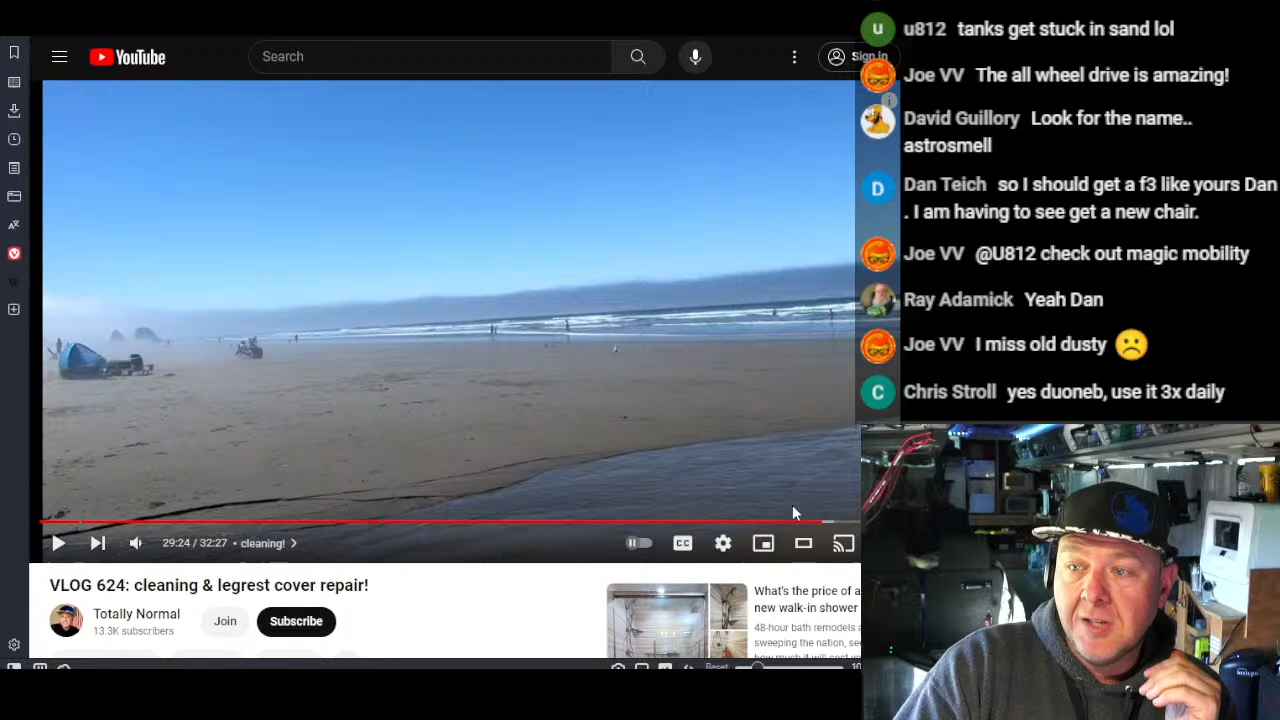 YouTube
Search
Sign in
29:24 / 32:27 • cleaning!
CC
VLOG 624: cleaning & legrest cover repair!
Totally Normal
13.3K subscribers
Join
Subscribe
What's the price of a
new walk-in shower
48-hour bath remodels a
sweeping the nation, see
Reset
u
u812 tanks get stuck in sand lol
Joe VV The all wheel drive is amazing!
David Guillory Look for the name..
astrosmell
D
Dan Teich so I should get a f3 like yours Dan
. I am having to see get a new chair.
Joe VV @U812 check out magic mobility
Ray Adamick Yeah Dan
Joe VV I miss old dusty
C
Chris Stroll yes duoneb, use it 3x daily